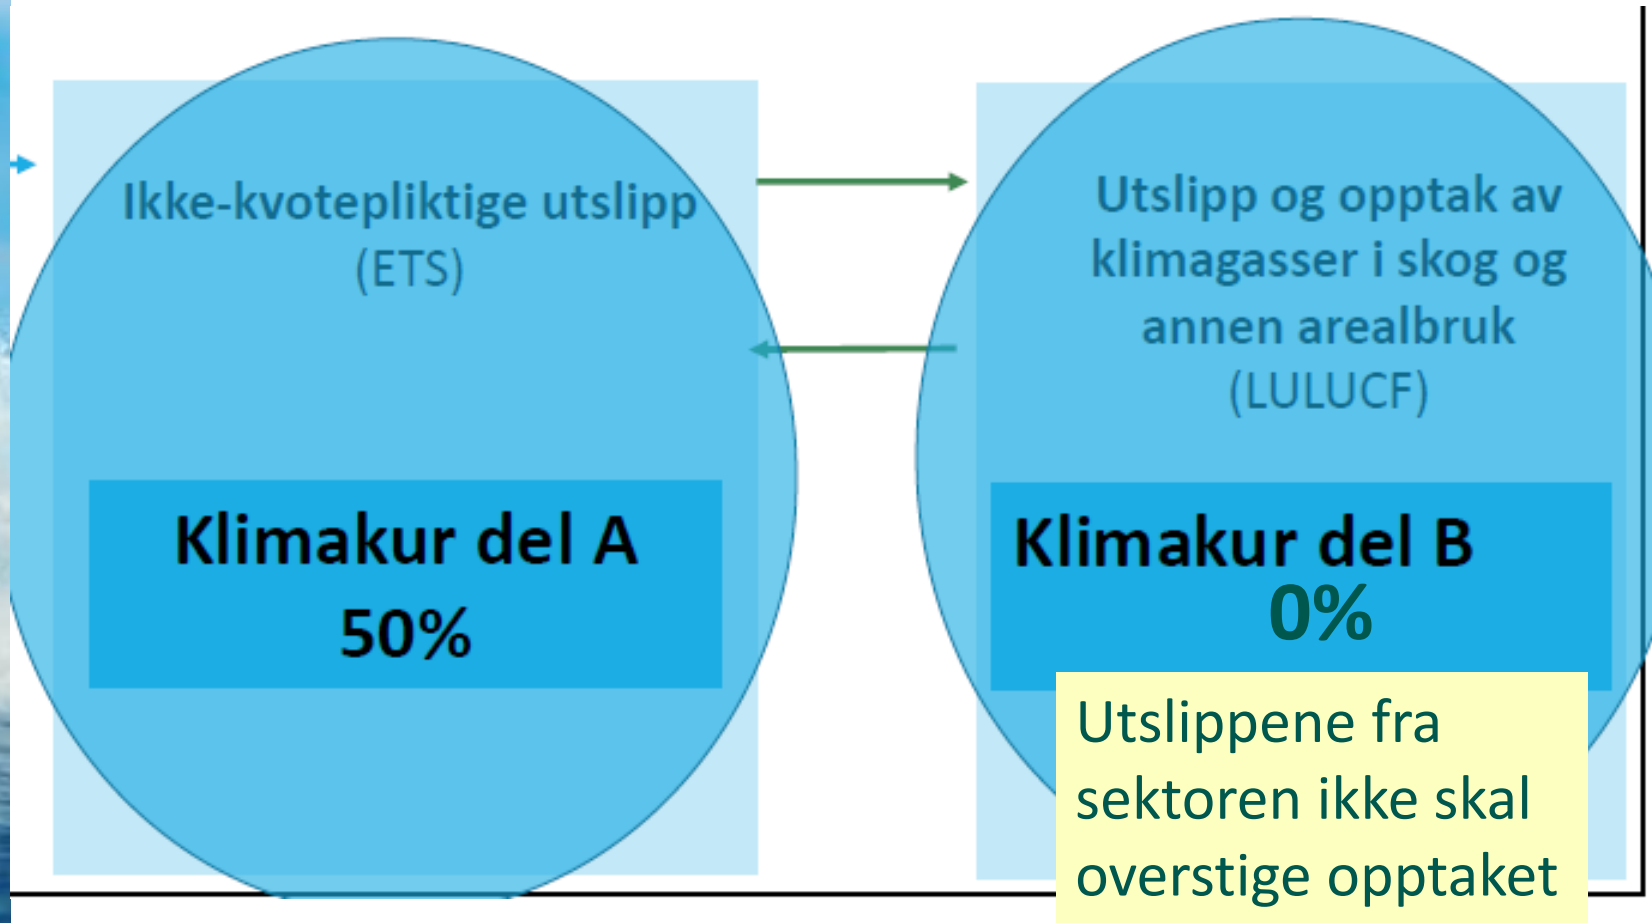 Ikke-kvotepliktige utslipp
(ETS)
Klimakur del A
50%
Utslipp og opptak av
klimagasser i skog og
annen arealbruk
(LULUCF)
Klimakur del B
0%
Utslippene fra
sektoren ikke skal
overstige opptaket